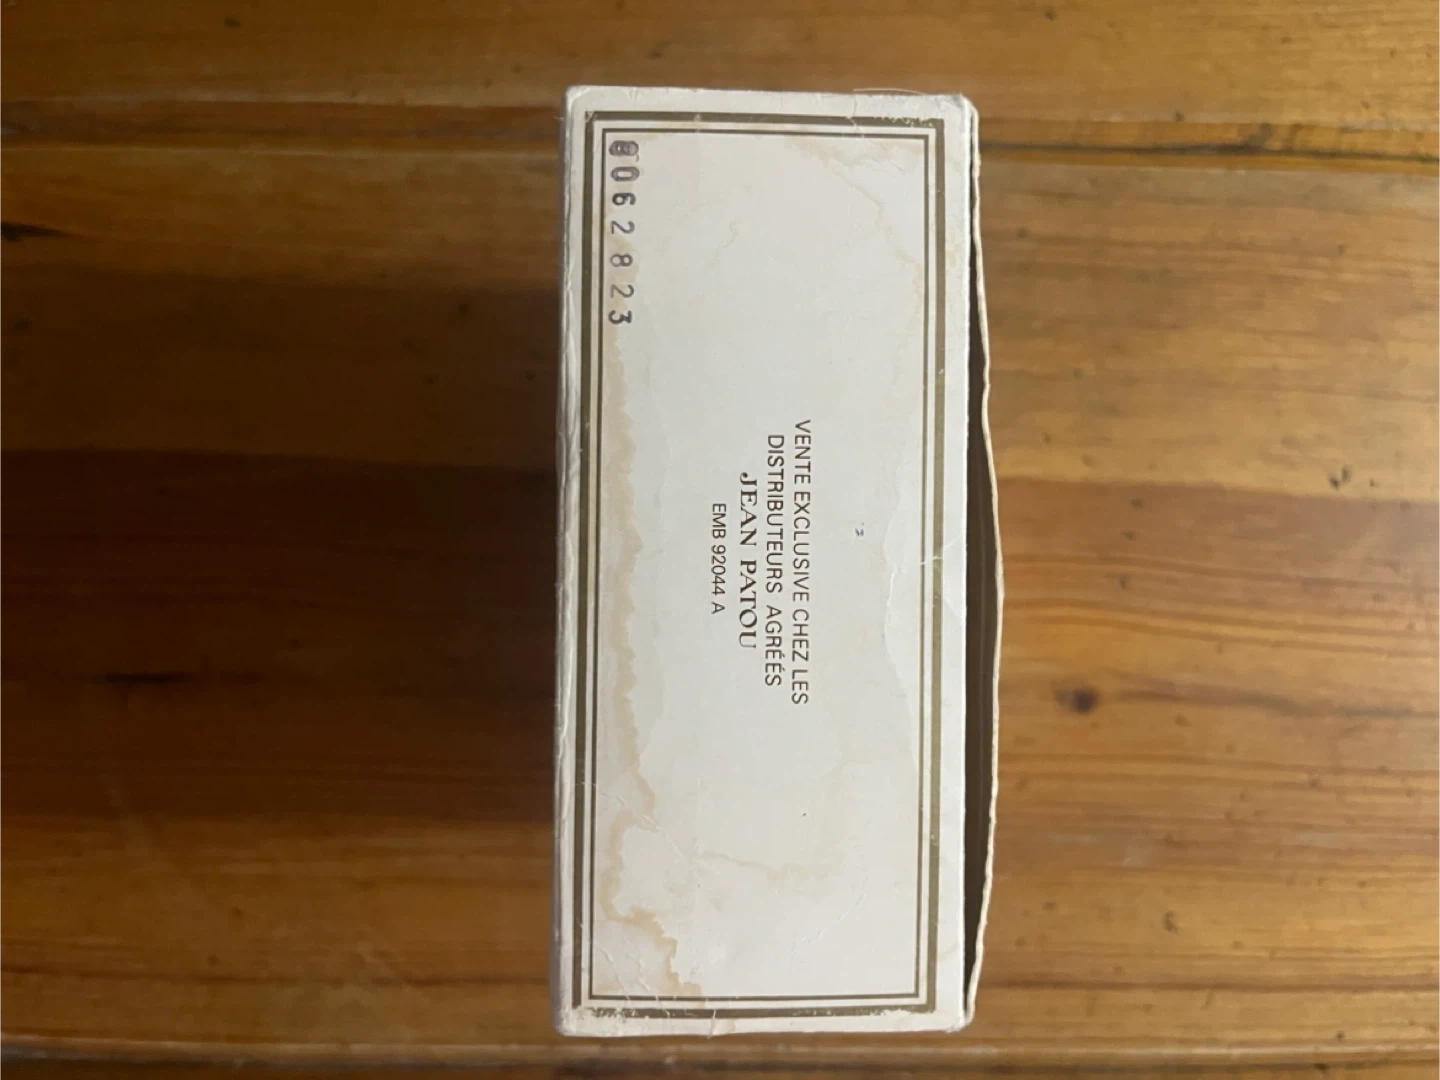 VENTE EXCLUSIVE CHEZ LES
DISTRIBUTEURS AGRÉÉS
JEAN PATOU
EMB 92044 A
8062823